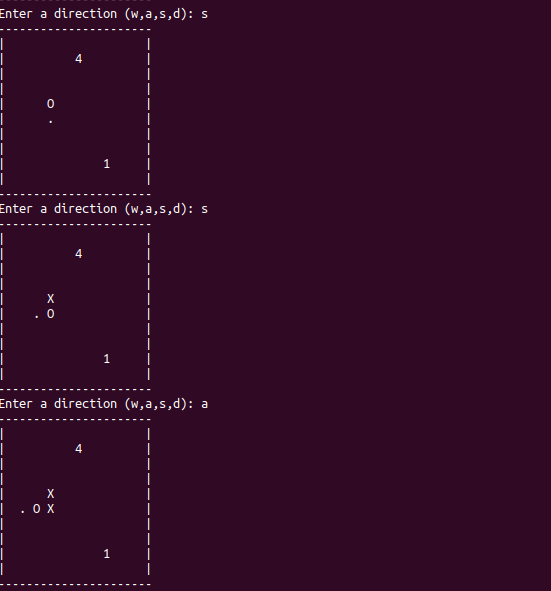 Enter a direction (w,a,s,d): s
----------------------
|                    |
|          4         |
|                    |
|                    |
|      O             |
|      .             |
|                    |
|                    |
|              1     |
|                    |
----------------------
Enter a direction (w,a,s,d): s
----------------------
|                    |
|          4         |
|                    |
|                    |
|      X             |
|    . O             |
|                    |
|                    |
|              1     |
|                    |
----------------------
Enter a direction (w,a,s,d): a
----------------------
|                    |
|          4         |
|                    |
|                    |
|      X             |
|  . O X             |
|                    |
|                    |
|              1     |
|                    |
----------------------